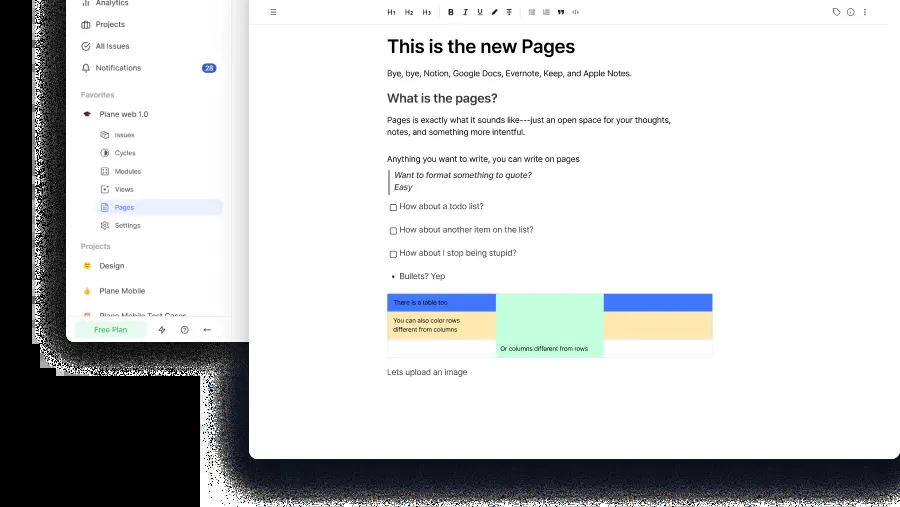 Analytics
Projects
All Issues
Notifications
28
Favorites
Plane web 1.0
Issues
Cycles
Modules
Views
Pages
Settings
Projects
Design
Plane Mobile
Plane Mobile Test Cases
Free Plan
H1 H2 H3 B I U T
This is the new Pages
Bye, bye, Notion, Google Docs, Evernote, Keep, and Apple Notes.
What is the pages?
Pages is exactly what it sounds like---just an open space for your thoughts,
notes, and something more intentful.
Anything you want to write, you can write on pages
Want to format something to quote?
Easy
How about a todo list?
How about another item on the list?
How about I stop being stupid?
• Bullets? Yep
There is a table too
You can also color rows
different from columns
Or columns different from rows
Lets upload an image